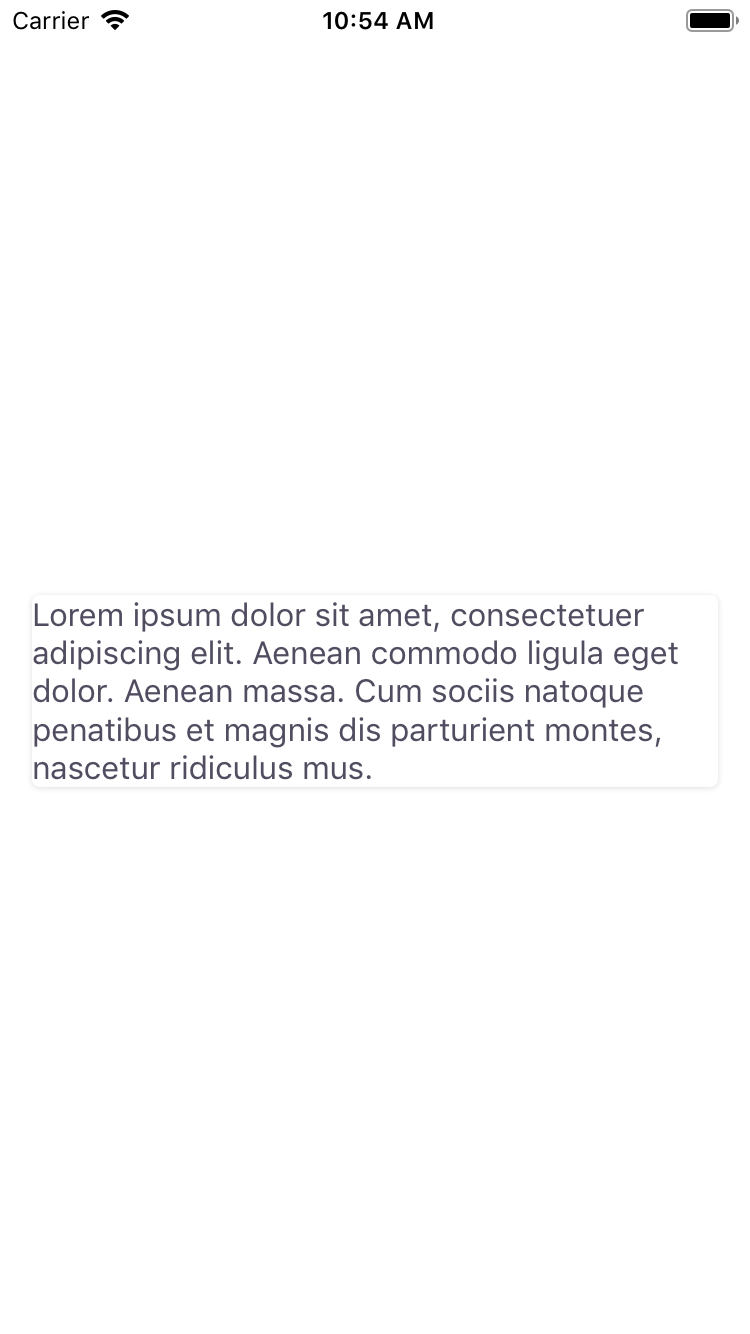 Carrier 10:54 AM
Lorem ipsum dolor sit amet, consectetuer
adipiscing elit. Aenean commodo ligula eget
dolor. Aenean massa. Cum sociis natoque
penatibus et magnis dis parturient montes,
nascetur ridiculus mus.